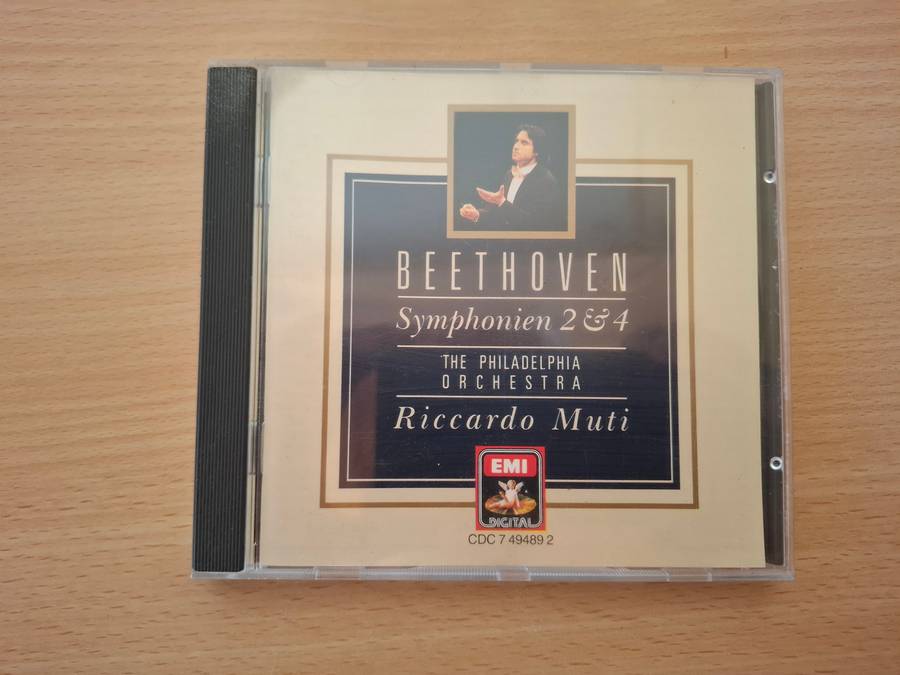 BEETHOVEN
Symphonien 2 & 4
THE PHILADELPHIA
ORCHESTRA
Riccardo Muti
EMI
DIGITAL
CDC 7 49489 2